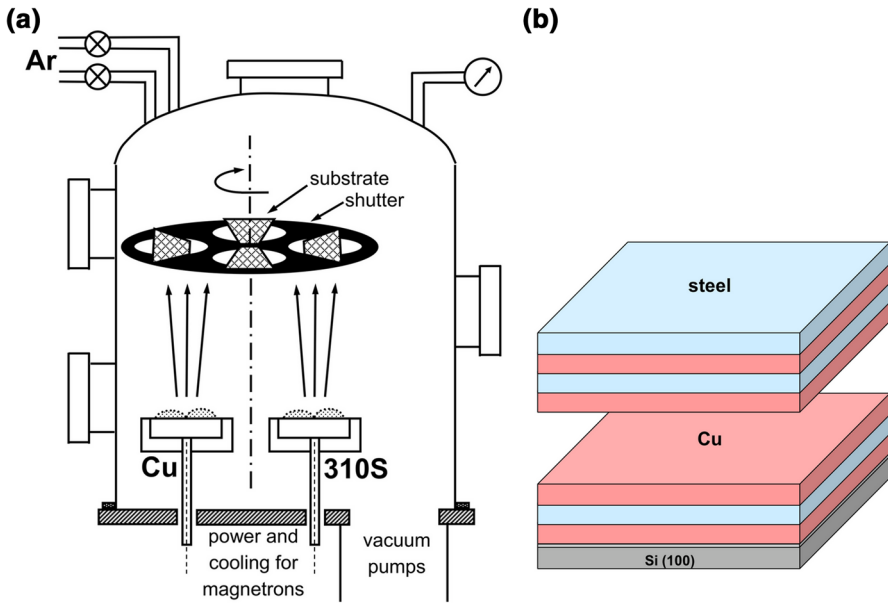 (a)
Ar
substrate
shutter
Cu
310S
power and
cooling for
magnetrons
vacuum
pumps
(b)
steel
Cu
Si (100)